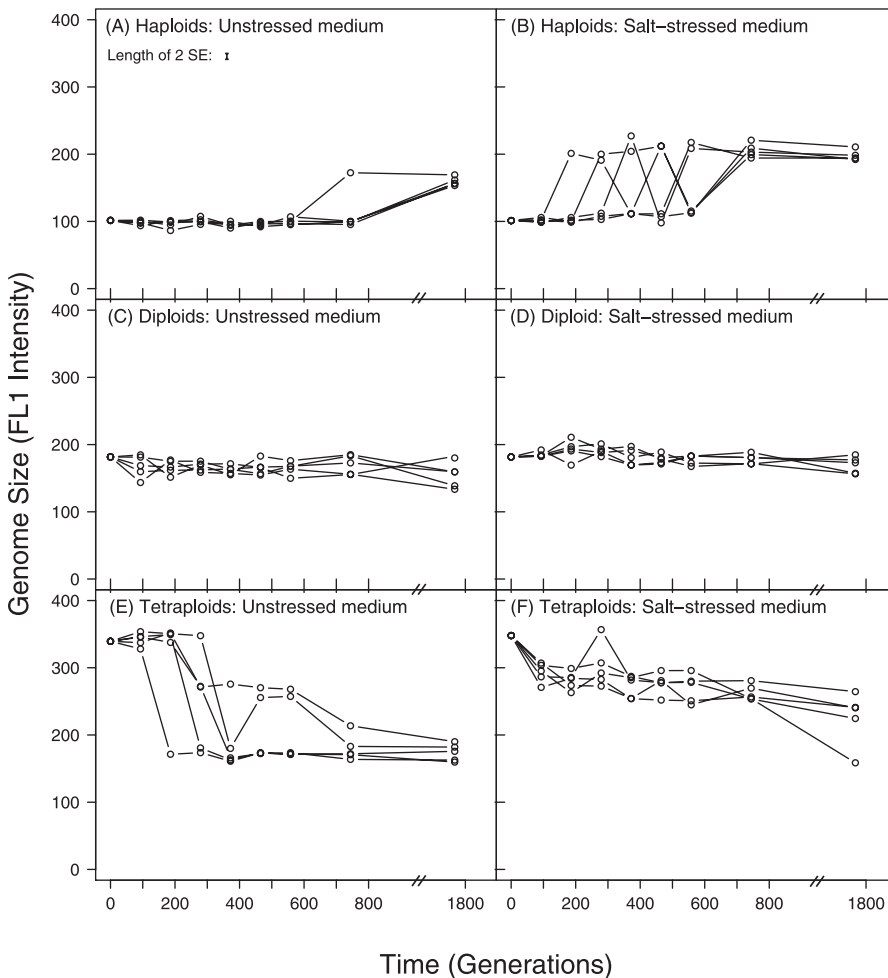 (A) Haploids: Unstressed medium
Length of 2 SE:
(B) Haploids: Salt–stressed medium
400
300
200
100
0
(C) Diploids: Unstressed medium
(D) Diploid: Salt–stressed medium
400
300
200
100
0
(E) Tetraploids: Unstressed medium
(F) Tetraploids: Salt–stressed medium
400
300
200
100
0
Genome Size (FL1 Intensity)
0 200 400 600 800 1800
0 200 400 600 800 1800
Time (Generations)